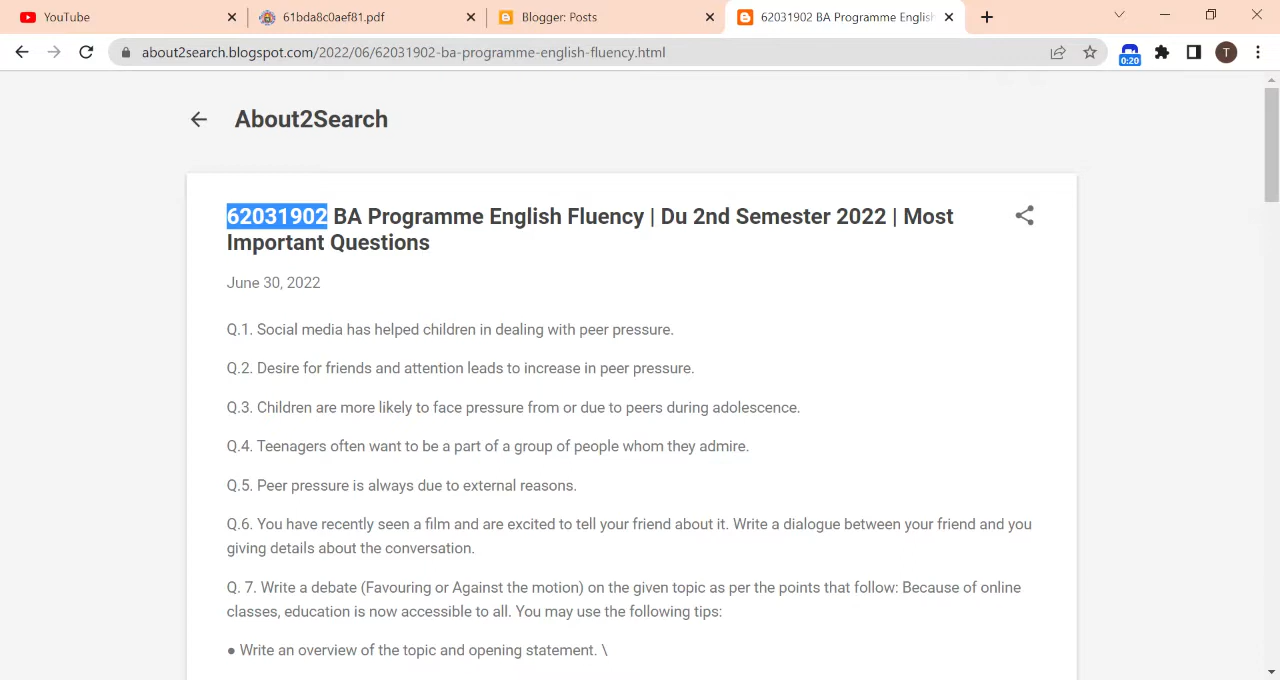 YouTube
61bda8c0aef81.pdf
Blogger: Posts
62031902 BA Programme English
about2search.blogspot.com/2022/06/62031902-ba-programme-english-fluency.html
0:20
T
About2Search
62031902 BA Programme English Fluency | Du 2nd Semester 2022 | Most
Important Questions
June 30, 2022
Q.1. Social media has helped children in dealing with peer pressure.
Q.2. Desire for friends and attention leads to increase in peer pressure.
Q.3. Children are more likely to face pressure from or due to peers during adolescence.
Q.4. Teenagers often want to be a part of a group of people whom they admire.
Q.5. Peer pressure is always due to external reasons.
Q.6. You have recently seen a film and are excited to tell your friend about it. Write a dialogue between your friend and you
giving details about the conversation.
Q. 7. Write a debate (Favouring or Against the motion) on the given topic as per the points that follow: Because of online
classes, education is now accessible to all. You may use the following tips:
● Write an overview of the topic and opening statement. \